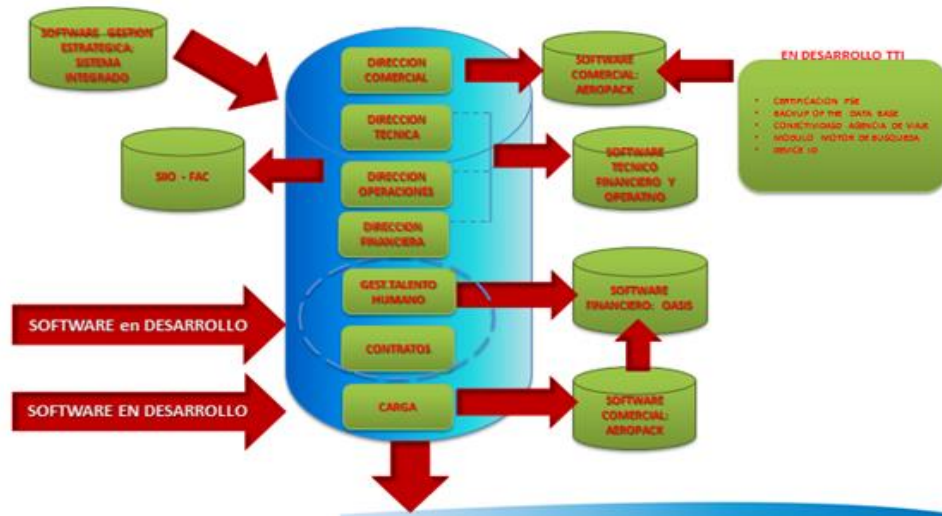 SOFTWARE GESTION
ESTRATEGICA:
SISTEMA
INTEGRADO
DIRECCION
COMERCIAL
SOFTWARE
COMERCIAL:
AEROPACK
EN DESARROLLO TTI
CERTIFICACION PSE
BACKUP OF THE DATA BASE
CONECTIVIDAD AGENCIA DE VIAJE
MODULO MOTOR DE BUSQUEDA
DEVICE IO
DIRECCION
TECNICA
SIIO - FAC
DIRECCION
OPERACIONES
SOFTWARE
TECNICO
FINANCIERO Y
OPERATIVO
DIRECCION
FINANCIERA
GEST.TALENTO
HUMANO
SOFTWARE
FINANCIERO: OASIS
SOFTWARE en DESARROLLO
CONTRATOS
SOFTWARE EN DESARROLLO
CARGA
SOFTWARE
COMERCIAL:
AEROPACK